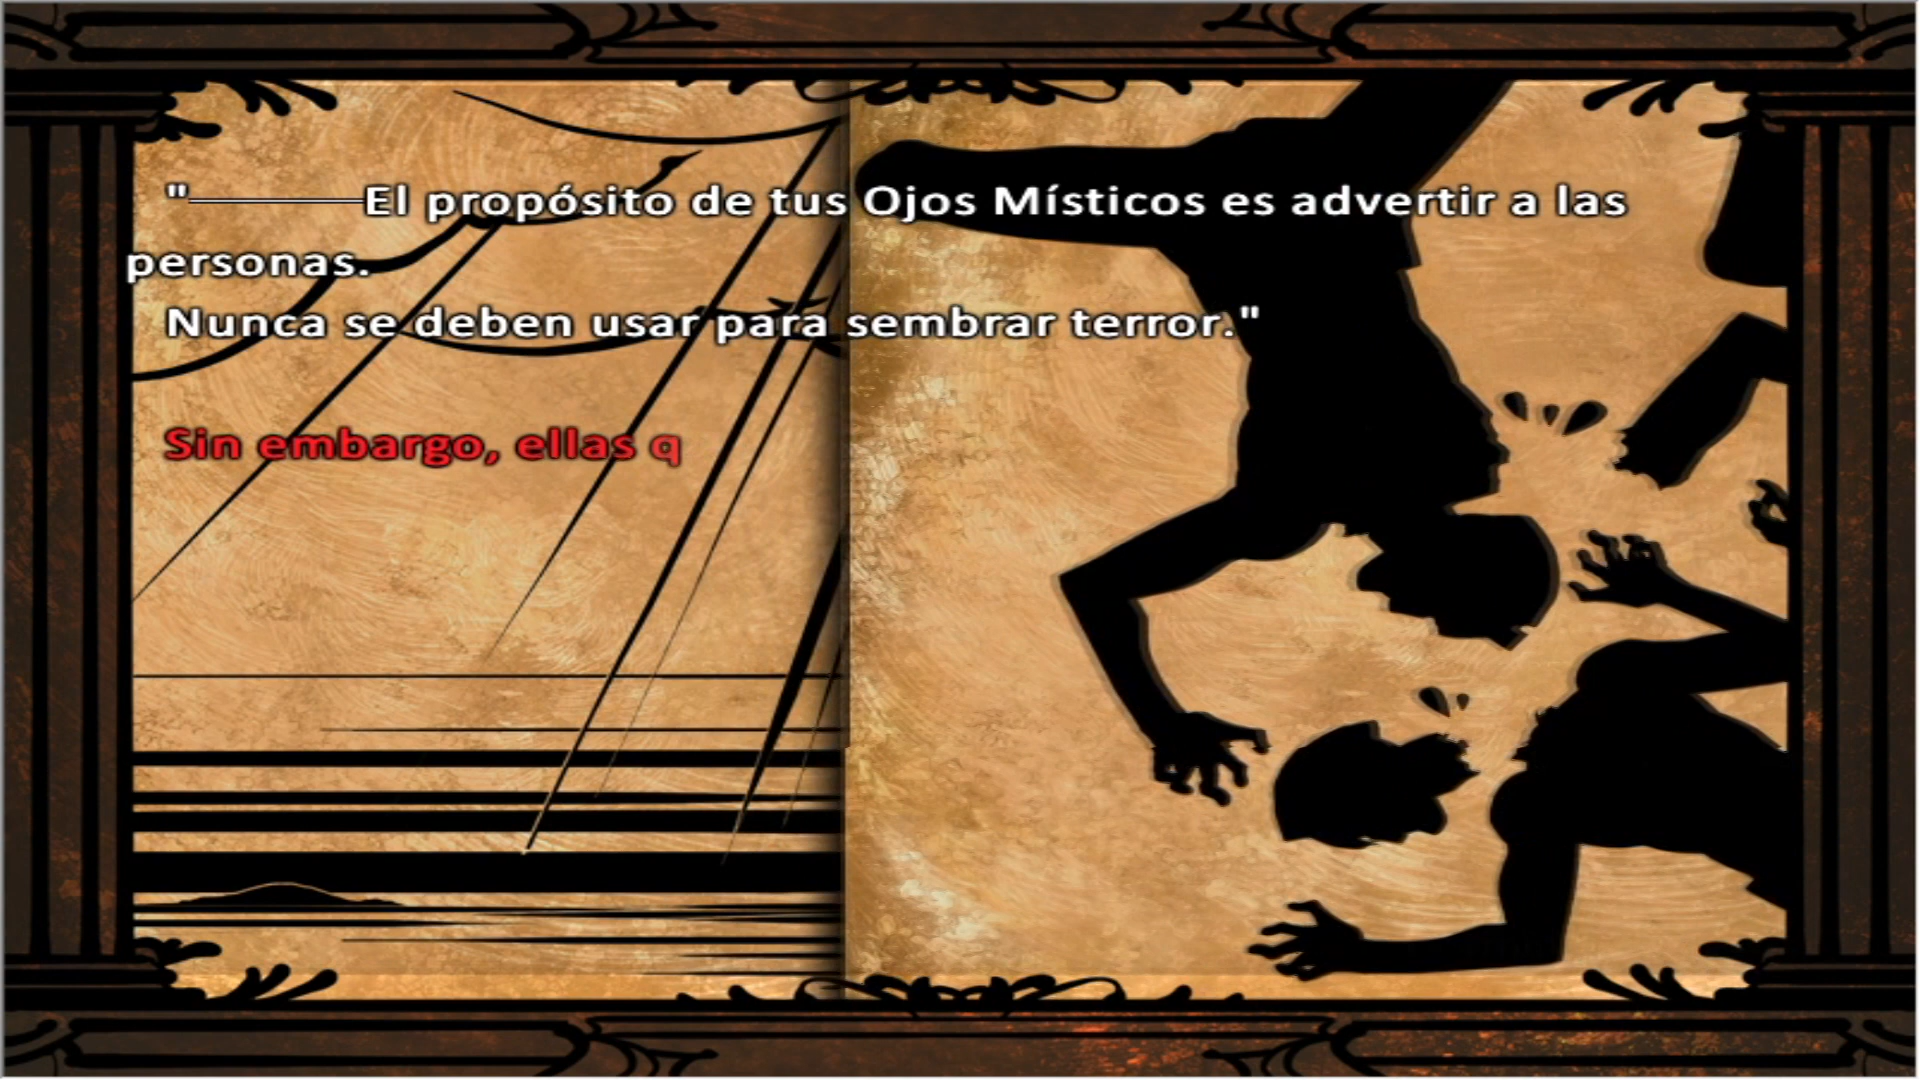 "————El propósito de tus Ojos Místicos es advertir a las
personas.
Nunca se deben usar para sembrar terror."
Sin embargo, ellas q